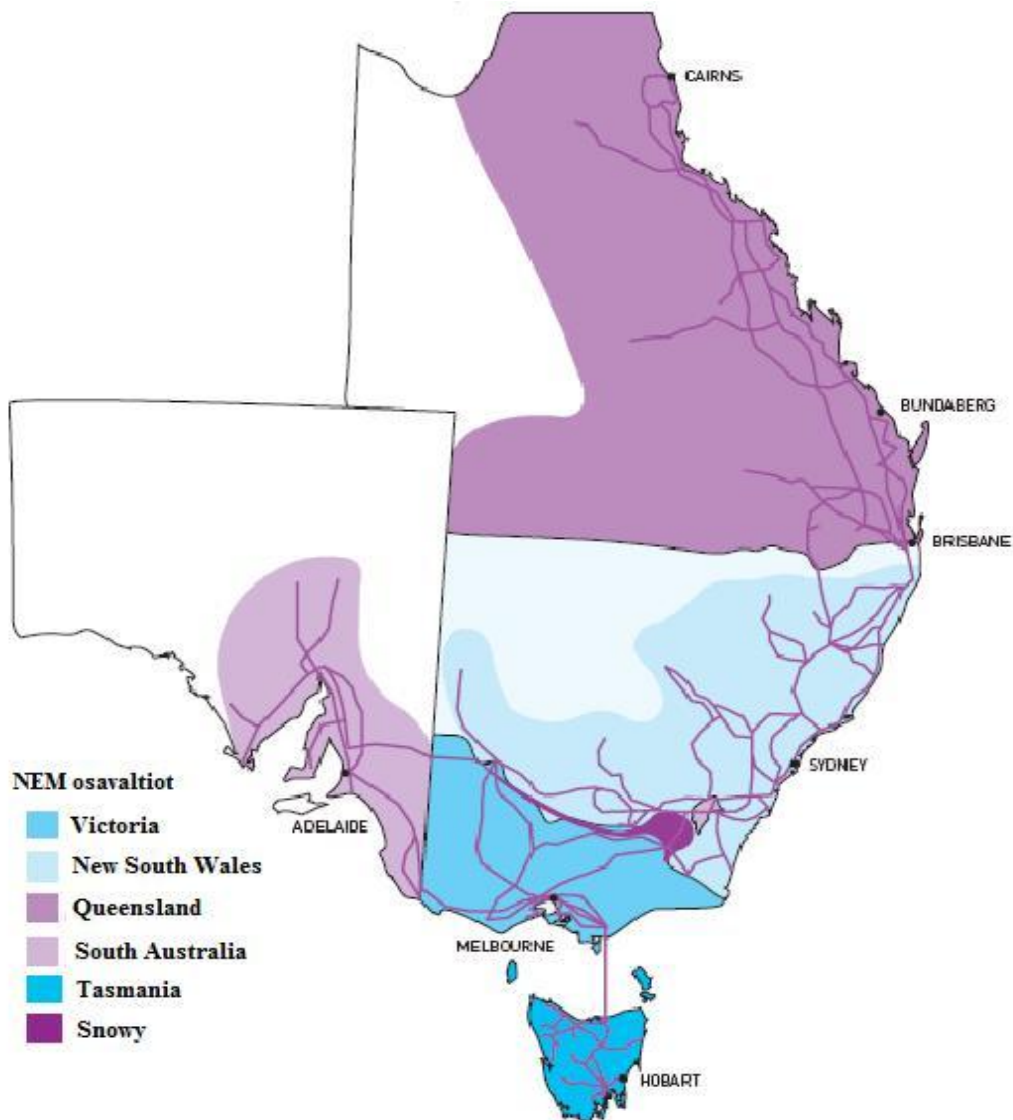 CAIRNS
BUNDABERG
BRISBANE
SYDNEY
NEM osavaltiot
ADELAIDE
Victoria
New South Wales
Queensland
MELBOURNE
South Australia
Tasmania
Snowy
HOBART